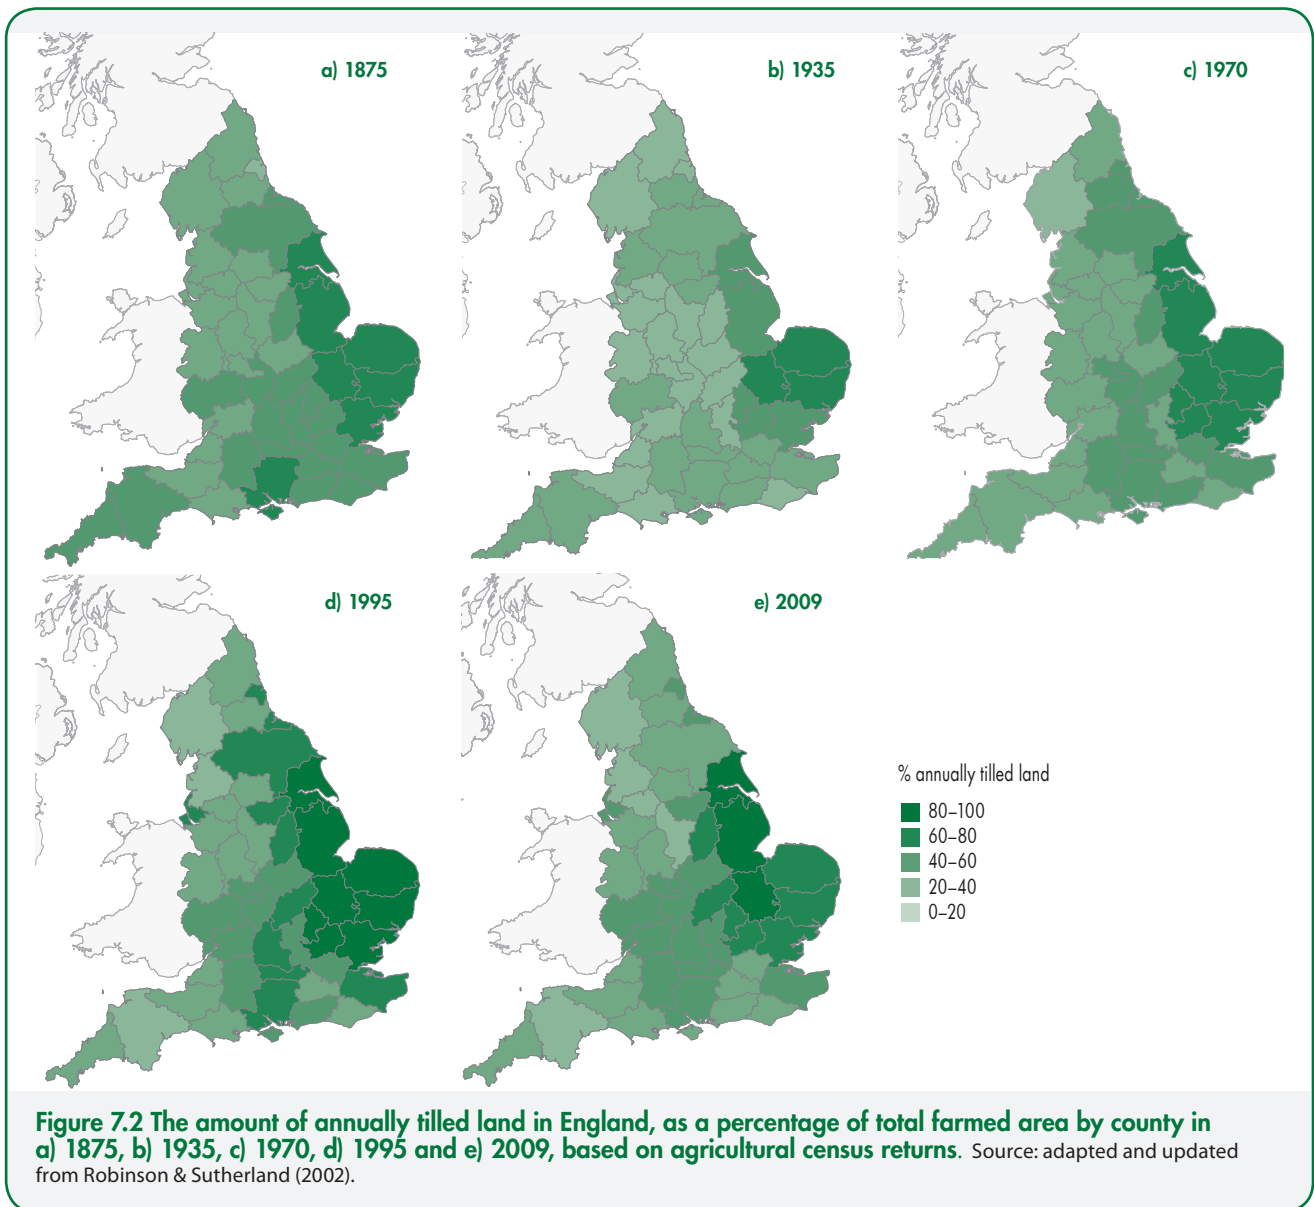 a) 1875
b) 1935
c) 1970
d) 1995
e) 2009
% annually tilled land
80–100
60–80
40–60
20–40
0–20
Figure 7.2 The amount of annually tilled land in England, as a percentage of total farmed area by county in
a) 1875, b) 1935, c) 1970, d) 1995 and e) 2009, based on agricultural census returns. Source: adapted and updated
from Robinson & Sutherland (2002).